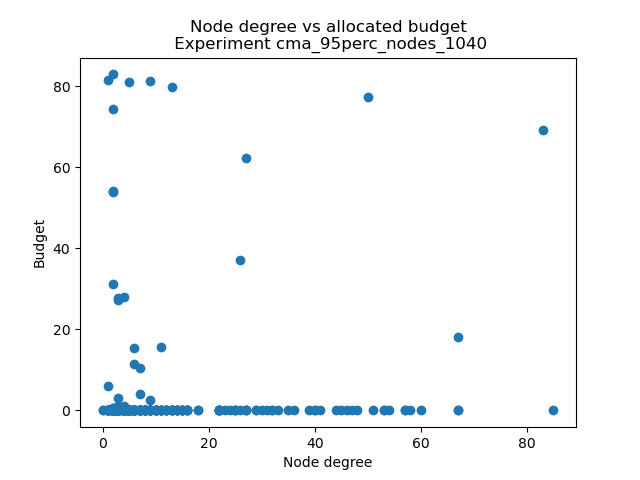 Node degree vs allocated budget
Experiment cma_95perc_nodes_1040
80
60
40
20
0
Budget
0 20 40 60 80
Node degree